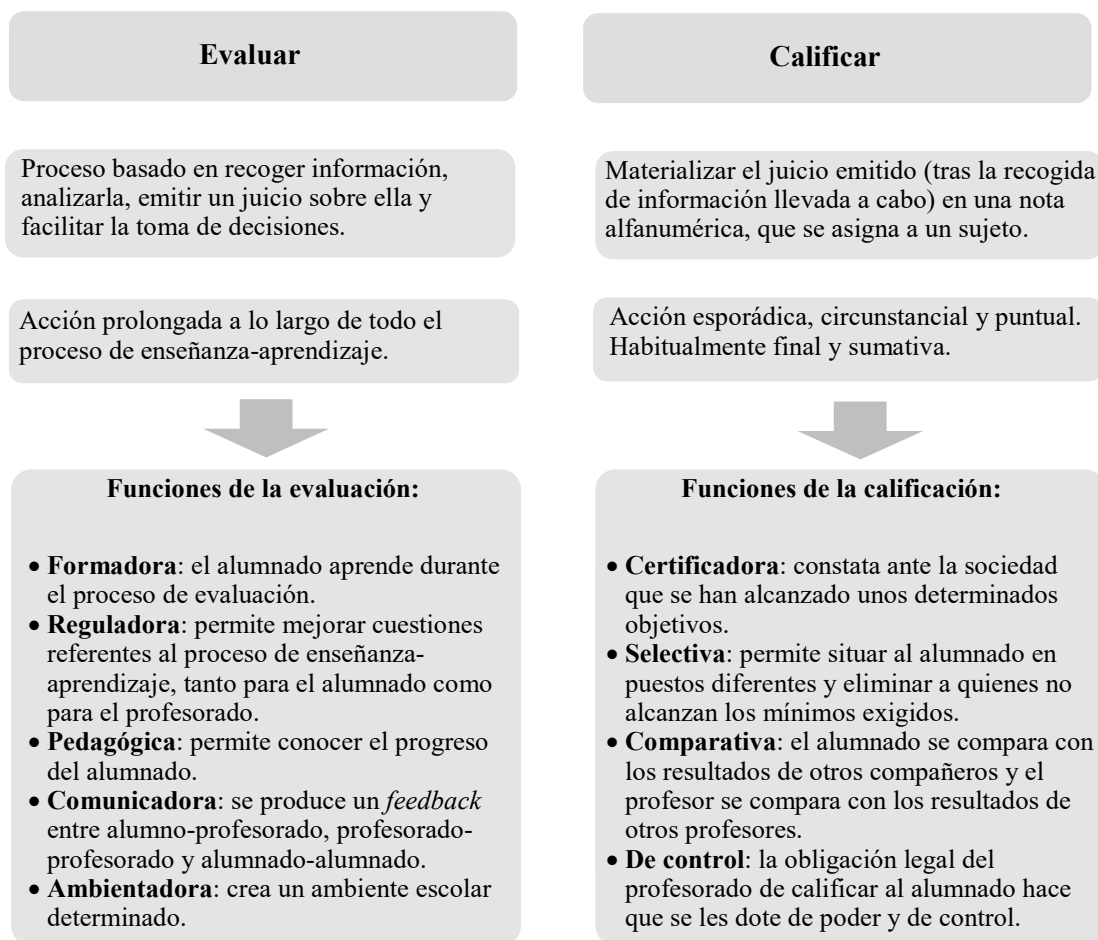 Evaluar
Proceso basado en recoger información,
analizarla, emitir un juicio sobre ella y
facilitar la toma de decisiones.
Acción prolongada a lo largo de todo el
proceso de enseñanza-aprendizaje.
Funciones de la evaluación:
• Formadora: el alumnado aprende durante
el proceso de evaluación.
• Reguladora: permite mejorar cuestiones
referentes al proceso de enseñanza-
aprendizaje, tanto para el alumnado como
para el profesorado.
• Pedagógica: permite conocer el progreso
del alumnado.
• Comunicadora: se produce un feedback
entre alumno-profesorado, profesorado-
profesorado y alumnado-alumnado.
• Ambientadora: crea un ambiente escolar
determinado.
Calificar
Materializar el juicio emitido (tras la recogida
de información llevada a cabo) en una nota
alfanumérica, que se asigna a un sujeto.
Acción esporádica, circunstancial y puntual.
Habitualmente final y sumativa.
Funciones de la calificación:
• Certificadora: constata ante la sociedad
que se han alcanzado unos determinados
objetivos.
• Selectiva: permite situar al alumnado en
puestos diferentes y eliminar a quienes no
alcanzan los mínimos exigidos.
• Comparativa: el alumnado se compara con
los resultados de otros compañeros y el
profesor se compara con los resultados de
otros profesores.
• De control: la obligación legal del
profesorado de calificar al alumnado hace
que se les dote de poder y de control.